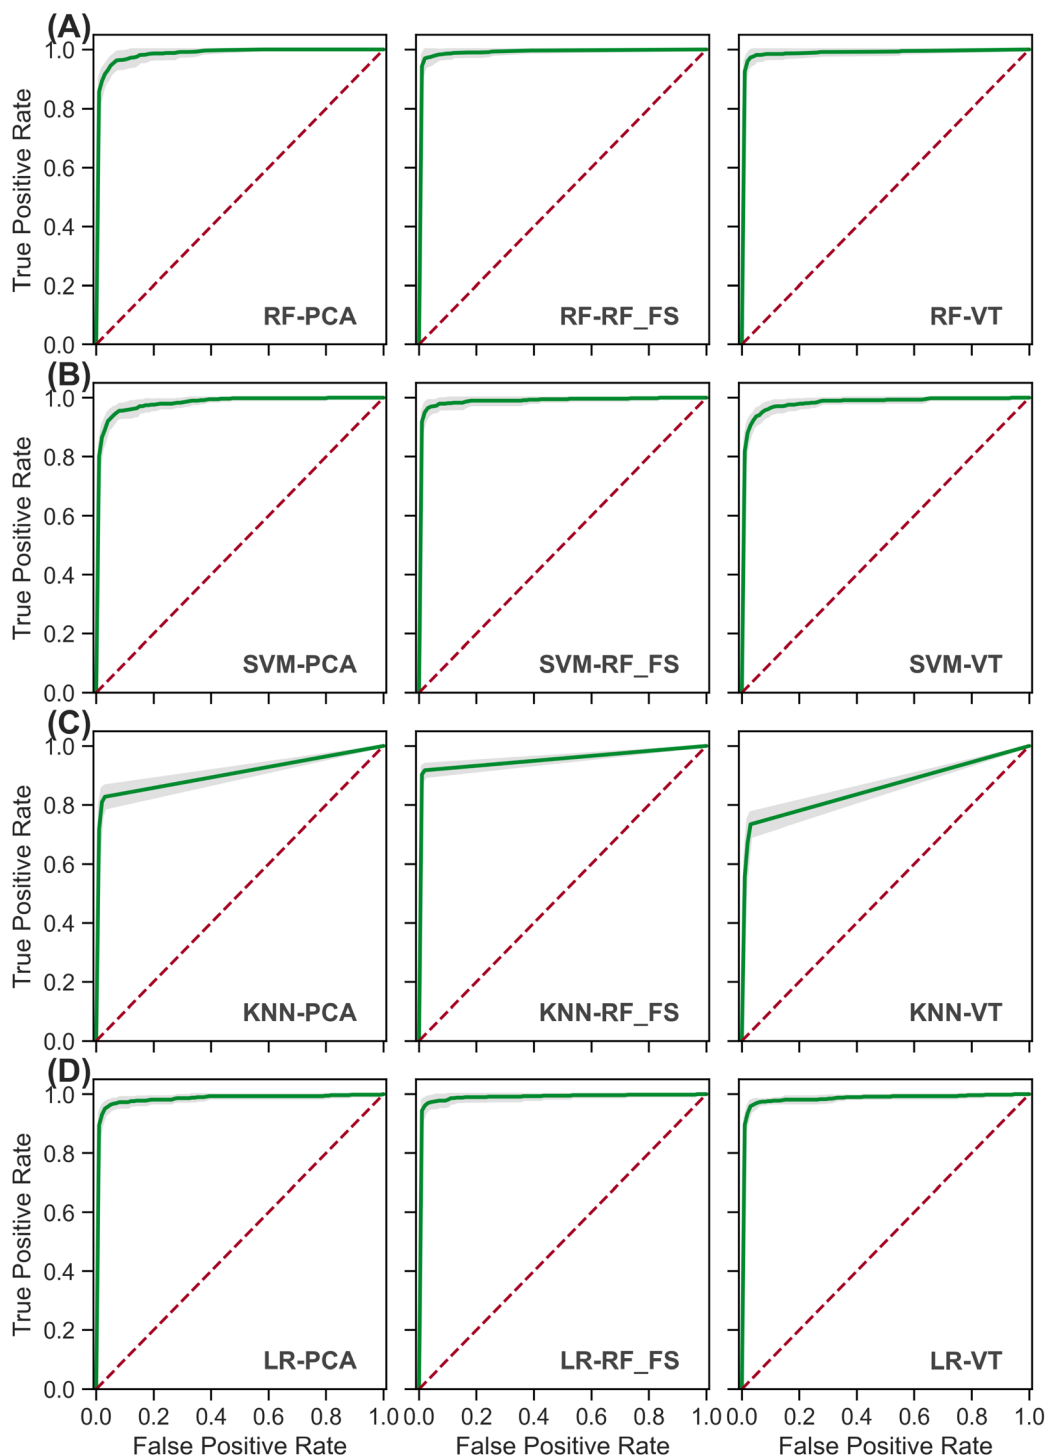 (A)
True Positive Rate
1.0
0.8
0.6
0.4
0.2
0.0
RF-PCA
RF-RF_FS
RF-VT
(B)
True Positive Rate
1.0
0.8
0.6
0.4
0.2
0.0
SVM-PCA
SVM-RF_FS
SVM-VT
(C)
True Positive Rate
1.0
0.8
0.6
0.4
0.2
0.0
KNN-PCA
KNN-RF_FS
KNN-VT
(D)
True Positive Rate
1.0
0.8
0.6
0.4
0.2
0.0
LR-PCA
LR-RF_FS
LR-VT
0.0 0.2 0.4 0.6 0.8 1.0 0.0 0.2 0.4 0.6 0.8 1.0 0.0 0.2 0.4 0.6 0.8 1.0
False Positive Rate False Positive Rate False Positive Rate